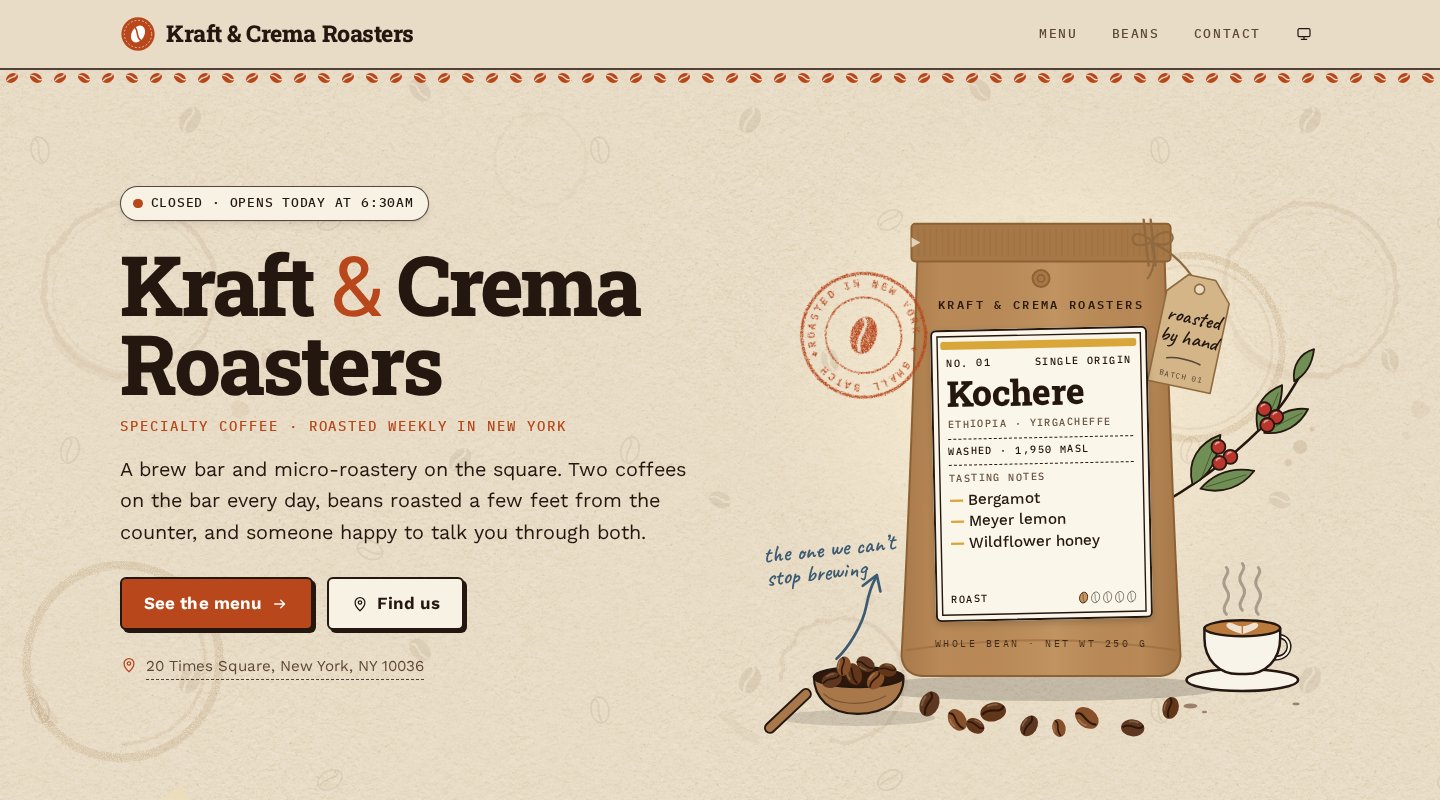 Kraft & Crema Roasters
MENU
BEANS
CONTACT
CLOSED · OPENS TODAY AT 6:30AM
Kraft & Crema
Roasters
SPECIALTY COFFEE · ROASTED WEEKLY IN NEW YORK
A brew bar and micro-roastery on the square. Two coffees
on the bar every day, beans roasted a few feet from the
counter, and someone happy to talk you through both.
See the menu →
Find us
20 Times Square, New York, NY 10036
ROASTED IN NEW YORK
SMALL BATCH
KRAFT & CREMA ROASTERS
NO. 01
SINGLE ORIGIN
Kochere
ETHIOPIA · YIRGACHEFFE
WASHED · 1,950 MASL
TASTING NOTES
— Bergamot
— Meyer lemon
— Wildflower honey
ROAST
WHOLE BEAN · NET WT 250 G
roasted
by hand
BATCH 01
the one we can't
stop brewing